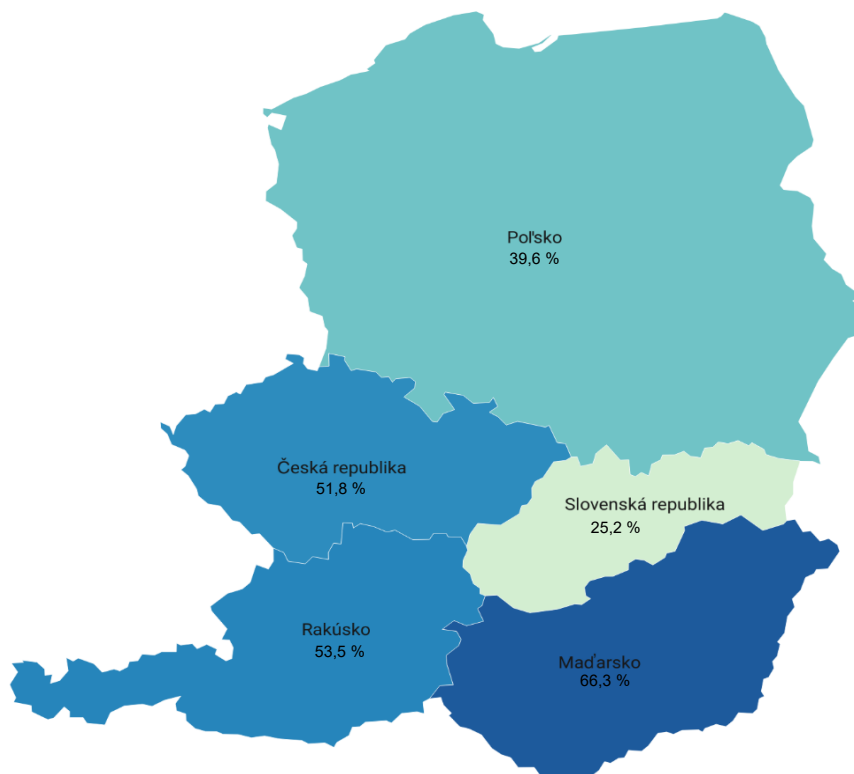 Poľsko
39,6 %
Česká republika
51,8 %
Slovenská republika
25,2 %
Rakúsko
53,5 %
Maďarsko
66,3 %